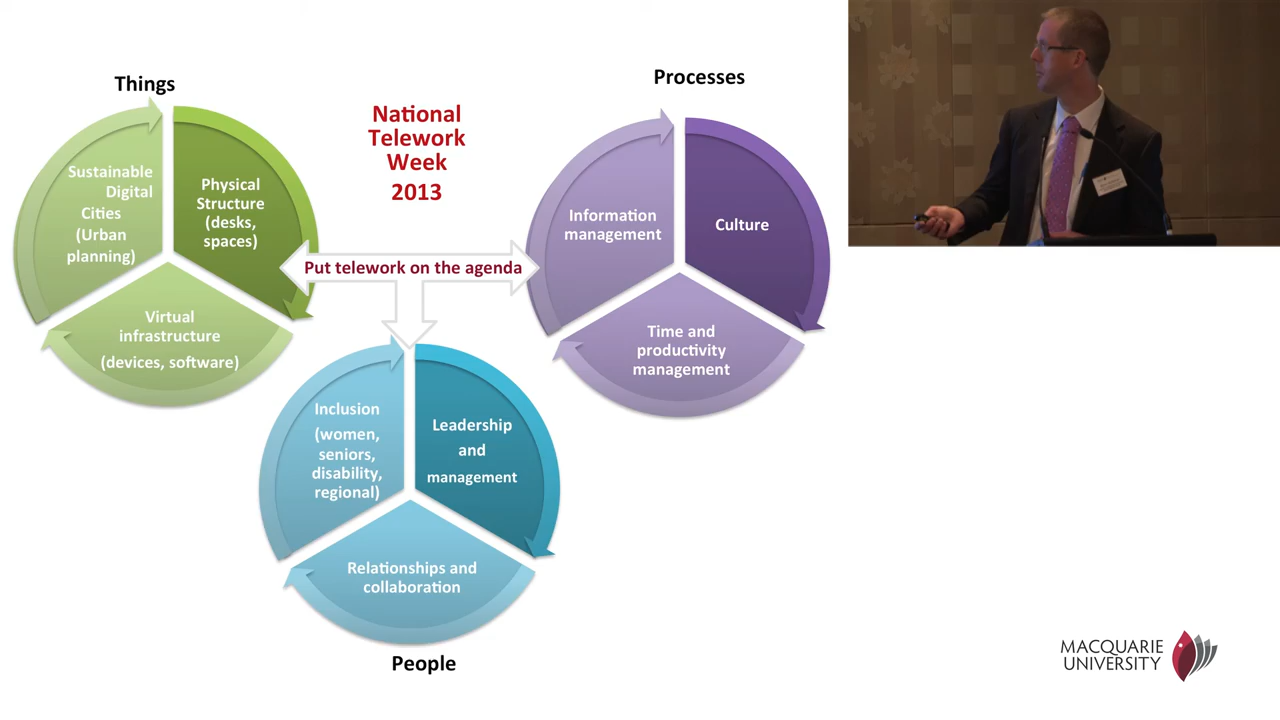 Things
Sustainable
Digital
Cities
(Urban
planning)
Physical
Structure
(desks,
spaces)
Virtual
infrastructure
(devices, software)
National
Telework
Week
2013
Put telework on the agenda
Processes
Information
management
Culture
Time and
productivity
management
Inclusion
(women,
seniors,
disability,
regional)
Leadership
and
management
Relationships and
collaboration
People
MACQUARIE
UNIVERSITY